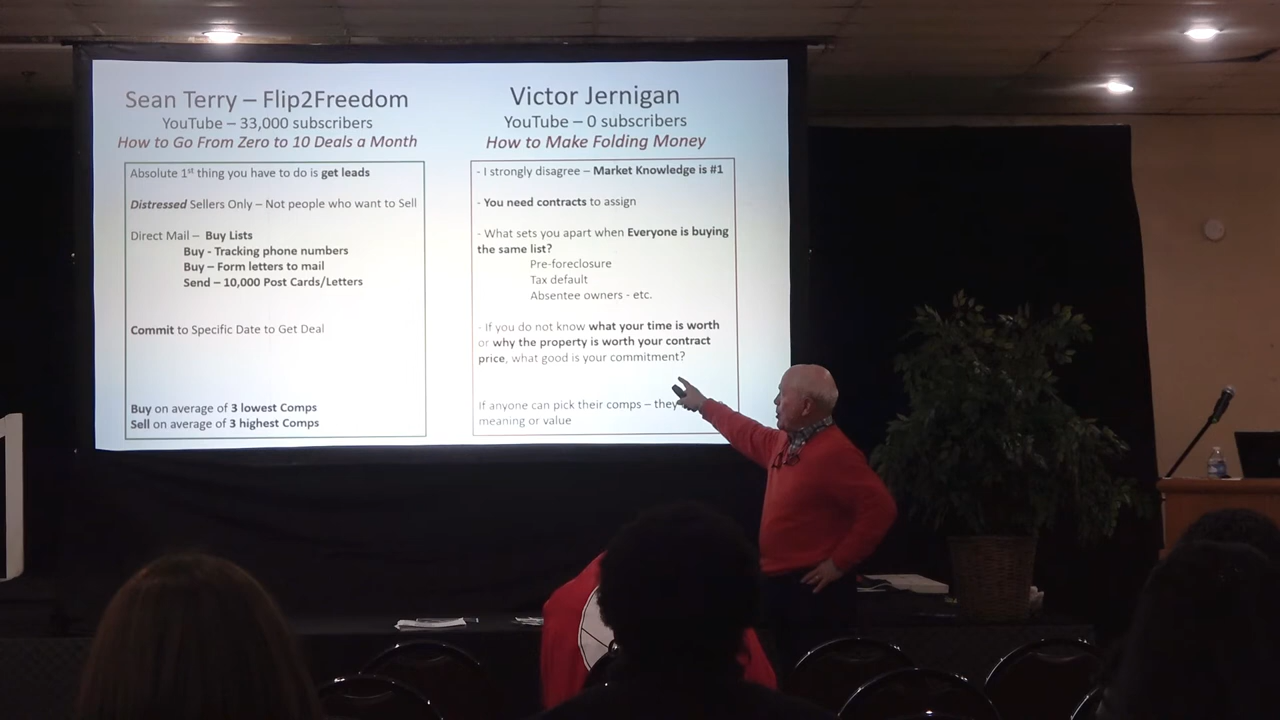 Sean Terry – Flip2Freedom
YouTube – 33,000 subscribers
How to Go From Zero to 10 Deals a Month
Absolute 1st thing you have to do is get leads
Distressed Sellers Only – Not people who want to Sell
Direct Mail – Buy Lists
Buy - Tracking phone numbers
Buy – Form letters to mail
Send – 10,000 Post Cards/Letters
Commit to Specific Date to Get Deal
Buy on average of 3 lowest Comps
Sell on average of 3 highest Comps
Victor Jernigan
YouTube – 0 subscribers
How to Make Folding Money
- I strongly disagree – Market Knowledge is #1
- You need contracts to assign
- What sets you apart when Everyone is buying
the same list?
Pre-foreclosure
Tax default
Absentee owners - etc.
- If you do not know what your time is worth
or why the property is worth your contract
price, what good is your commitment?
If anyone can pick their comps – they
meaning or value